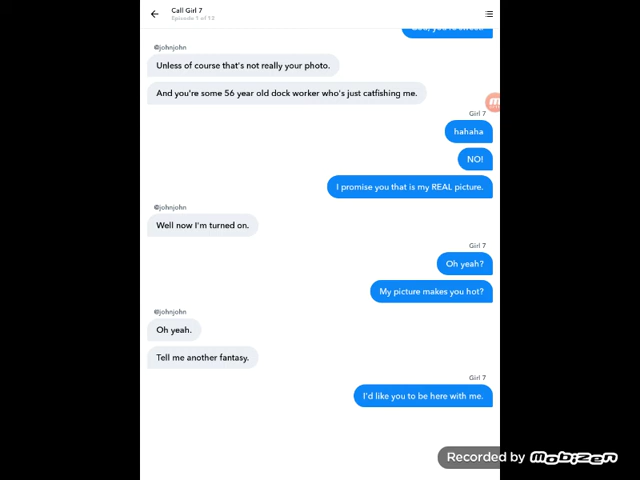 Call Girl 7
Episode 1 of 12
@johnjohn
Unless of course that's not really your photo.
And you're some 56 year old dock worker who's just catfishing me.
Girl 7
hahaha
NO!
I promise you that is my REAL picture.
@johnjohn
Well now I'm turned on.
Girl 7
Oh yeah?
My picture makes you hot?
@johnjohn
Oh yeah.
Tell me another fantasy.
Girl 7
I'd like you to be here with me.
Recorded by Mobizen